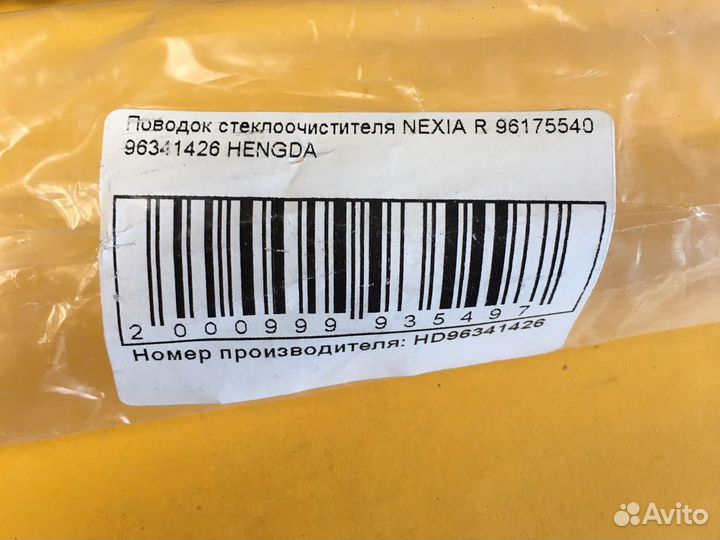 Поводок стеклоочистителя NEXIA R 96175540
96341426 HENGDA
2 000999 935497
Номер производителя: HD96341426
Avito